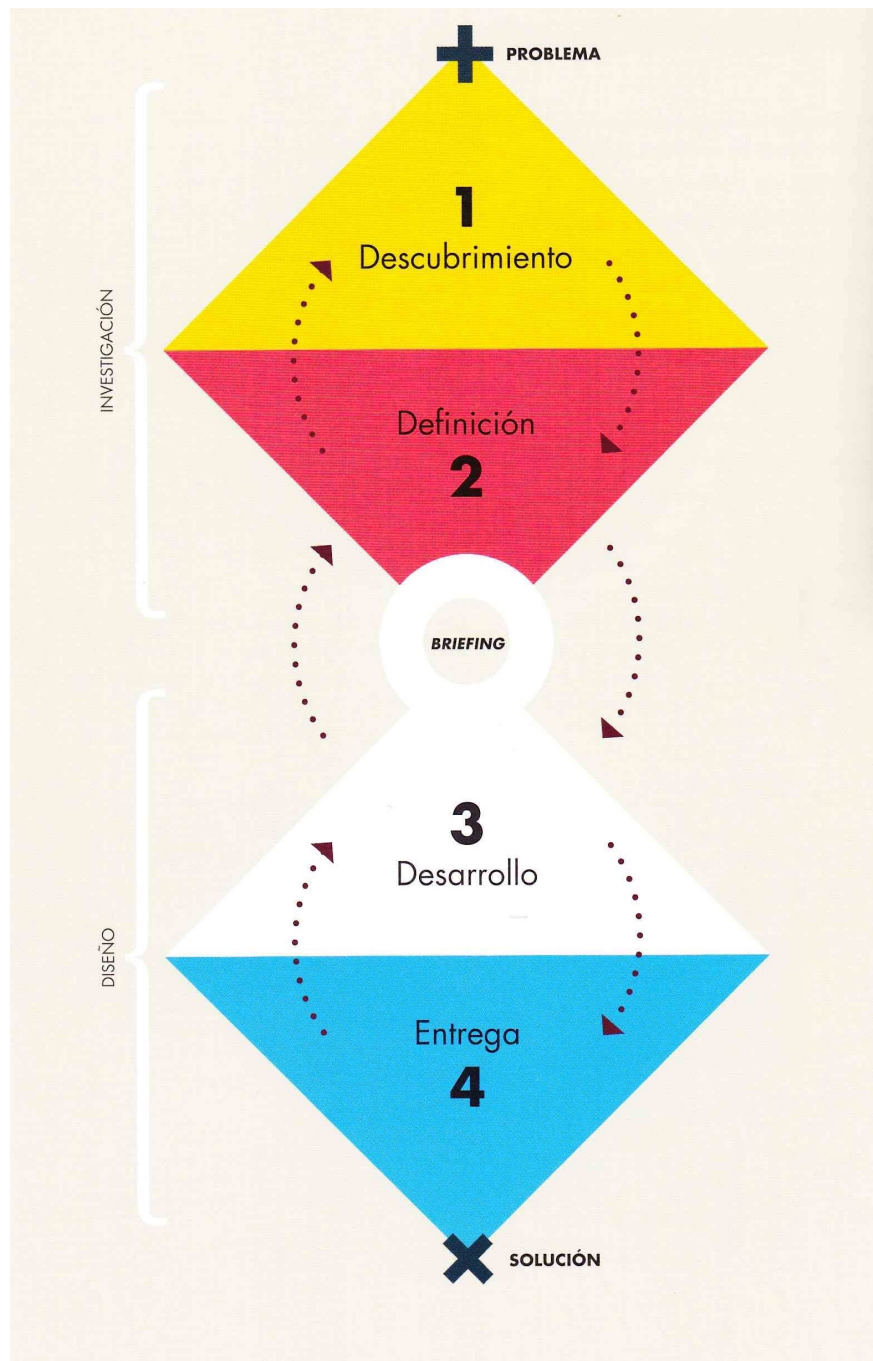 PROBLEMA
1
Descubrimiento
INVESTIGACIÓN
Definición
2
BRIEFING
3
Desarrollo
DISEÑO
Entrega
4
SOLUCIÓN